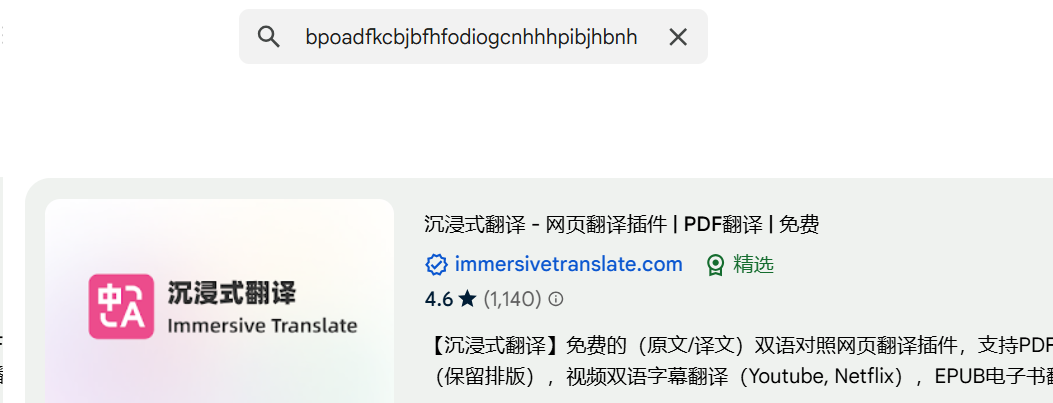 bpoadfkcbjbfhfodiogcnhhhpibjhbnh
沉浸式翻译
Immersive Translate
沉浸式翻译 - 网页翻译插件 | PDF翻译 | 免费
immersivetranslate.com 精选
4.6 ★ (1,140)
【沉浸式翻译】免费的（原文/译文）双语对照网页翻译插件，支持PDF
（保留排版），视频双语字幕翻译（Youtube, Netflix），EPUB电子书